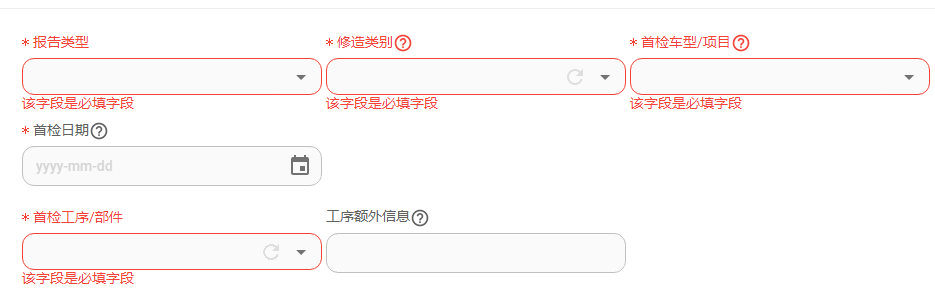 * 报告类型 * 修造类别 * 首检车型/项目
该字段是必填字段 该字段是必填字段 该字段是必填字段
* 首检日期
yyyy-mm-dd
* 首检工序/部件 工序额外信息
该字段是必填字段